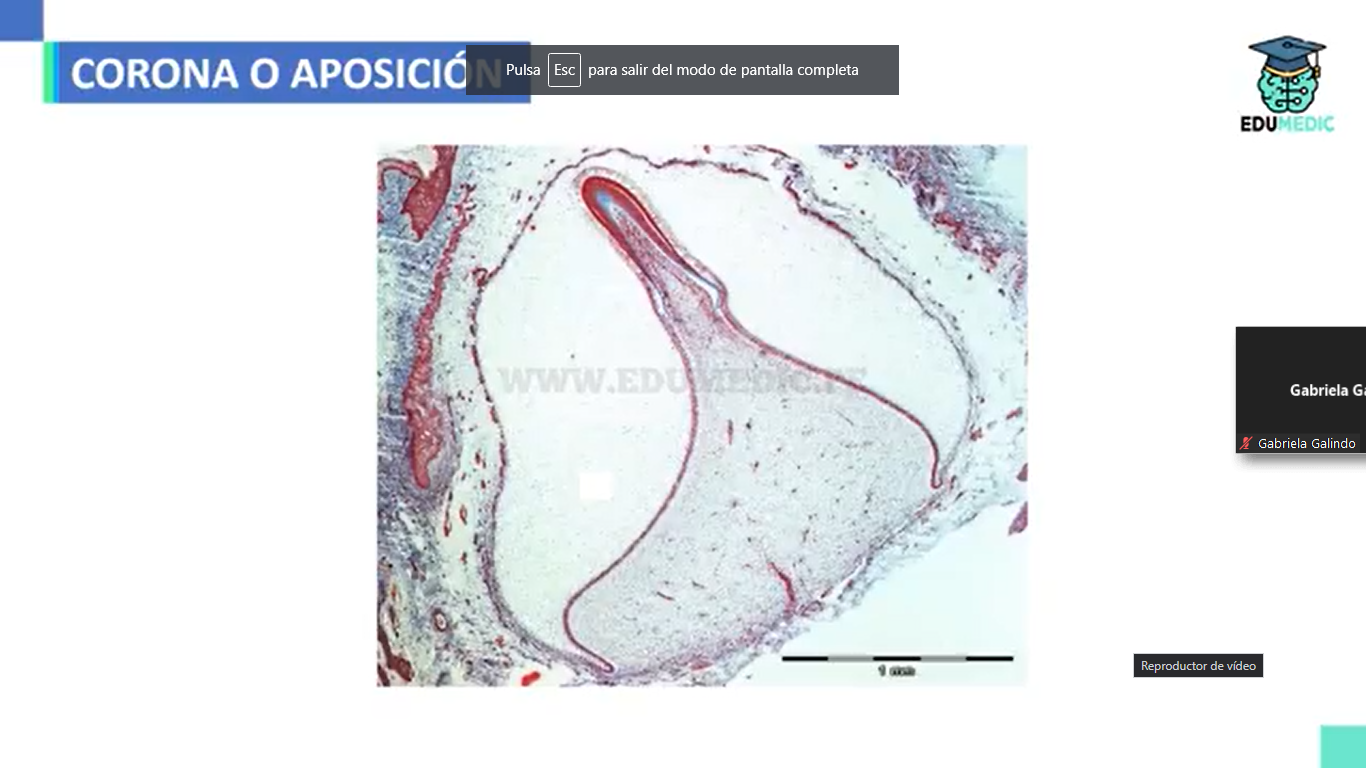 CORONA O APOSICIÓN
Pulsa Esc para salir del modo de pantalla completa
EDUMEDIC
WWW.EDUMEDIC.PE
Gabriela Ga
Gabriela Galindo
1 mm
Reproductor de vídeo